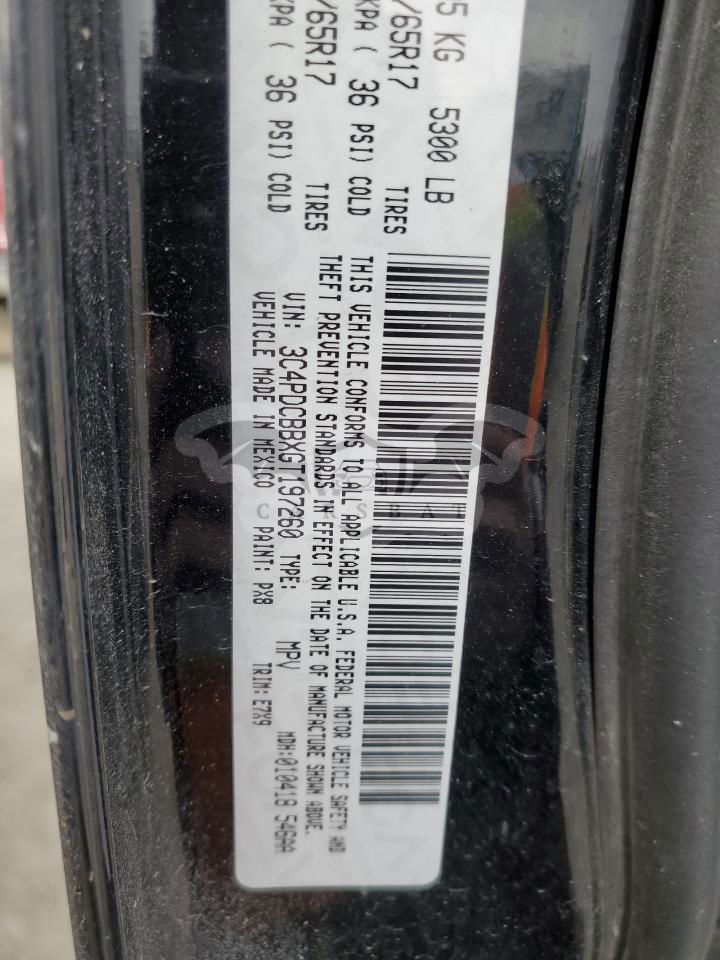 5 KG 5300 LB
/65R17 TIRES
KPA ( 36 PSI) COLD
/65R17 TIRES
KPA ( 36 PSI) COLD
THIS VEHICLE CONFORMS TO ALL APPLICABLE U.S.A. FEDERAL MOTOR VEHICLE SAFETY AND
THEFT PREVENTION STANDARDS IN EFFECT ON THE DATE OF MANUFACTURE SHOWN ABOVE.
VIN: 3C4PDCBBXGT197260 TYPE: MPV MDH:010418 546AA
VEHICLE MADE IN MEXICO PAINT: PX8 TRIM: E7X9